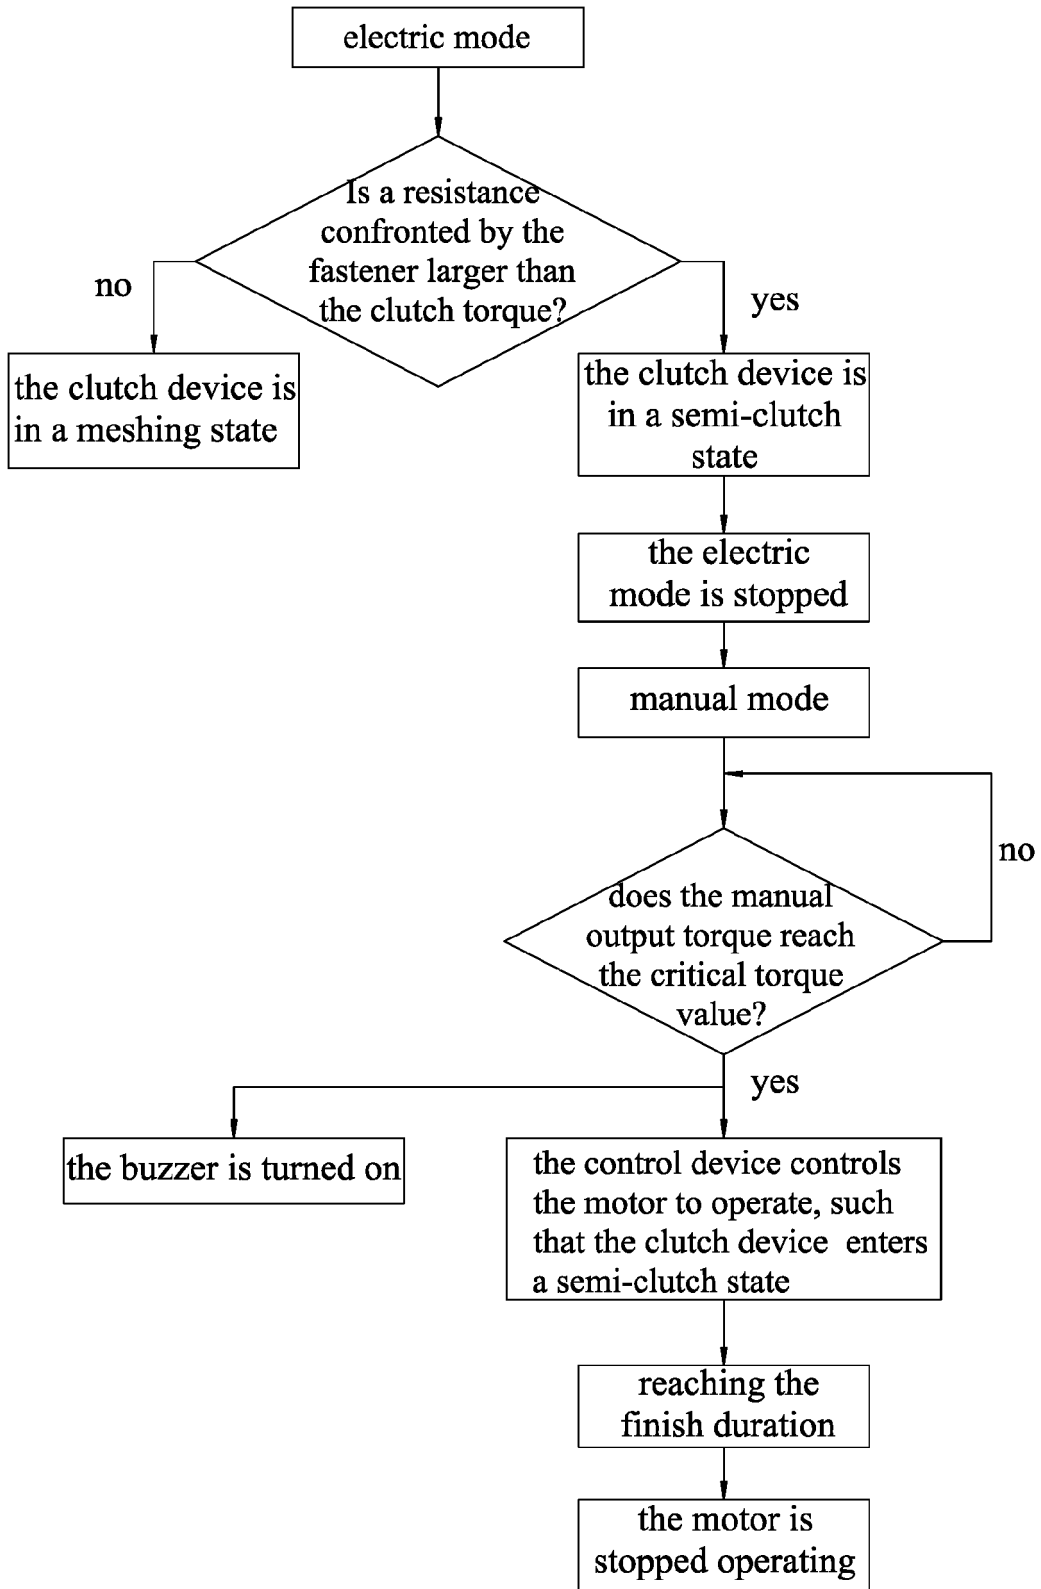 electric mode
Is a resistance
confronted by the
fastener larger than
the clutch torque?
no
yes
the clutch device is
in a meshing state
the clutch device is
in a semi-clutch
state
the electric
mode is stopped
manual mode
no
does the manual
output torque reach
the critical torque
value?
yes
the buzzer is turned on
the control device controls
the motor to operate, such
that the clutch device enters
a semi-clutch state
reaching the
finish duration
the motor is
stopped operating